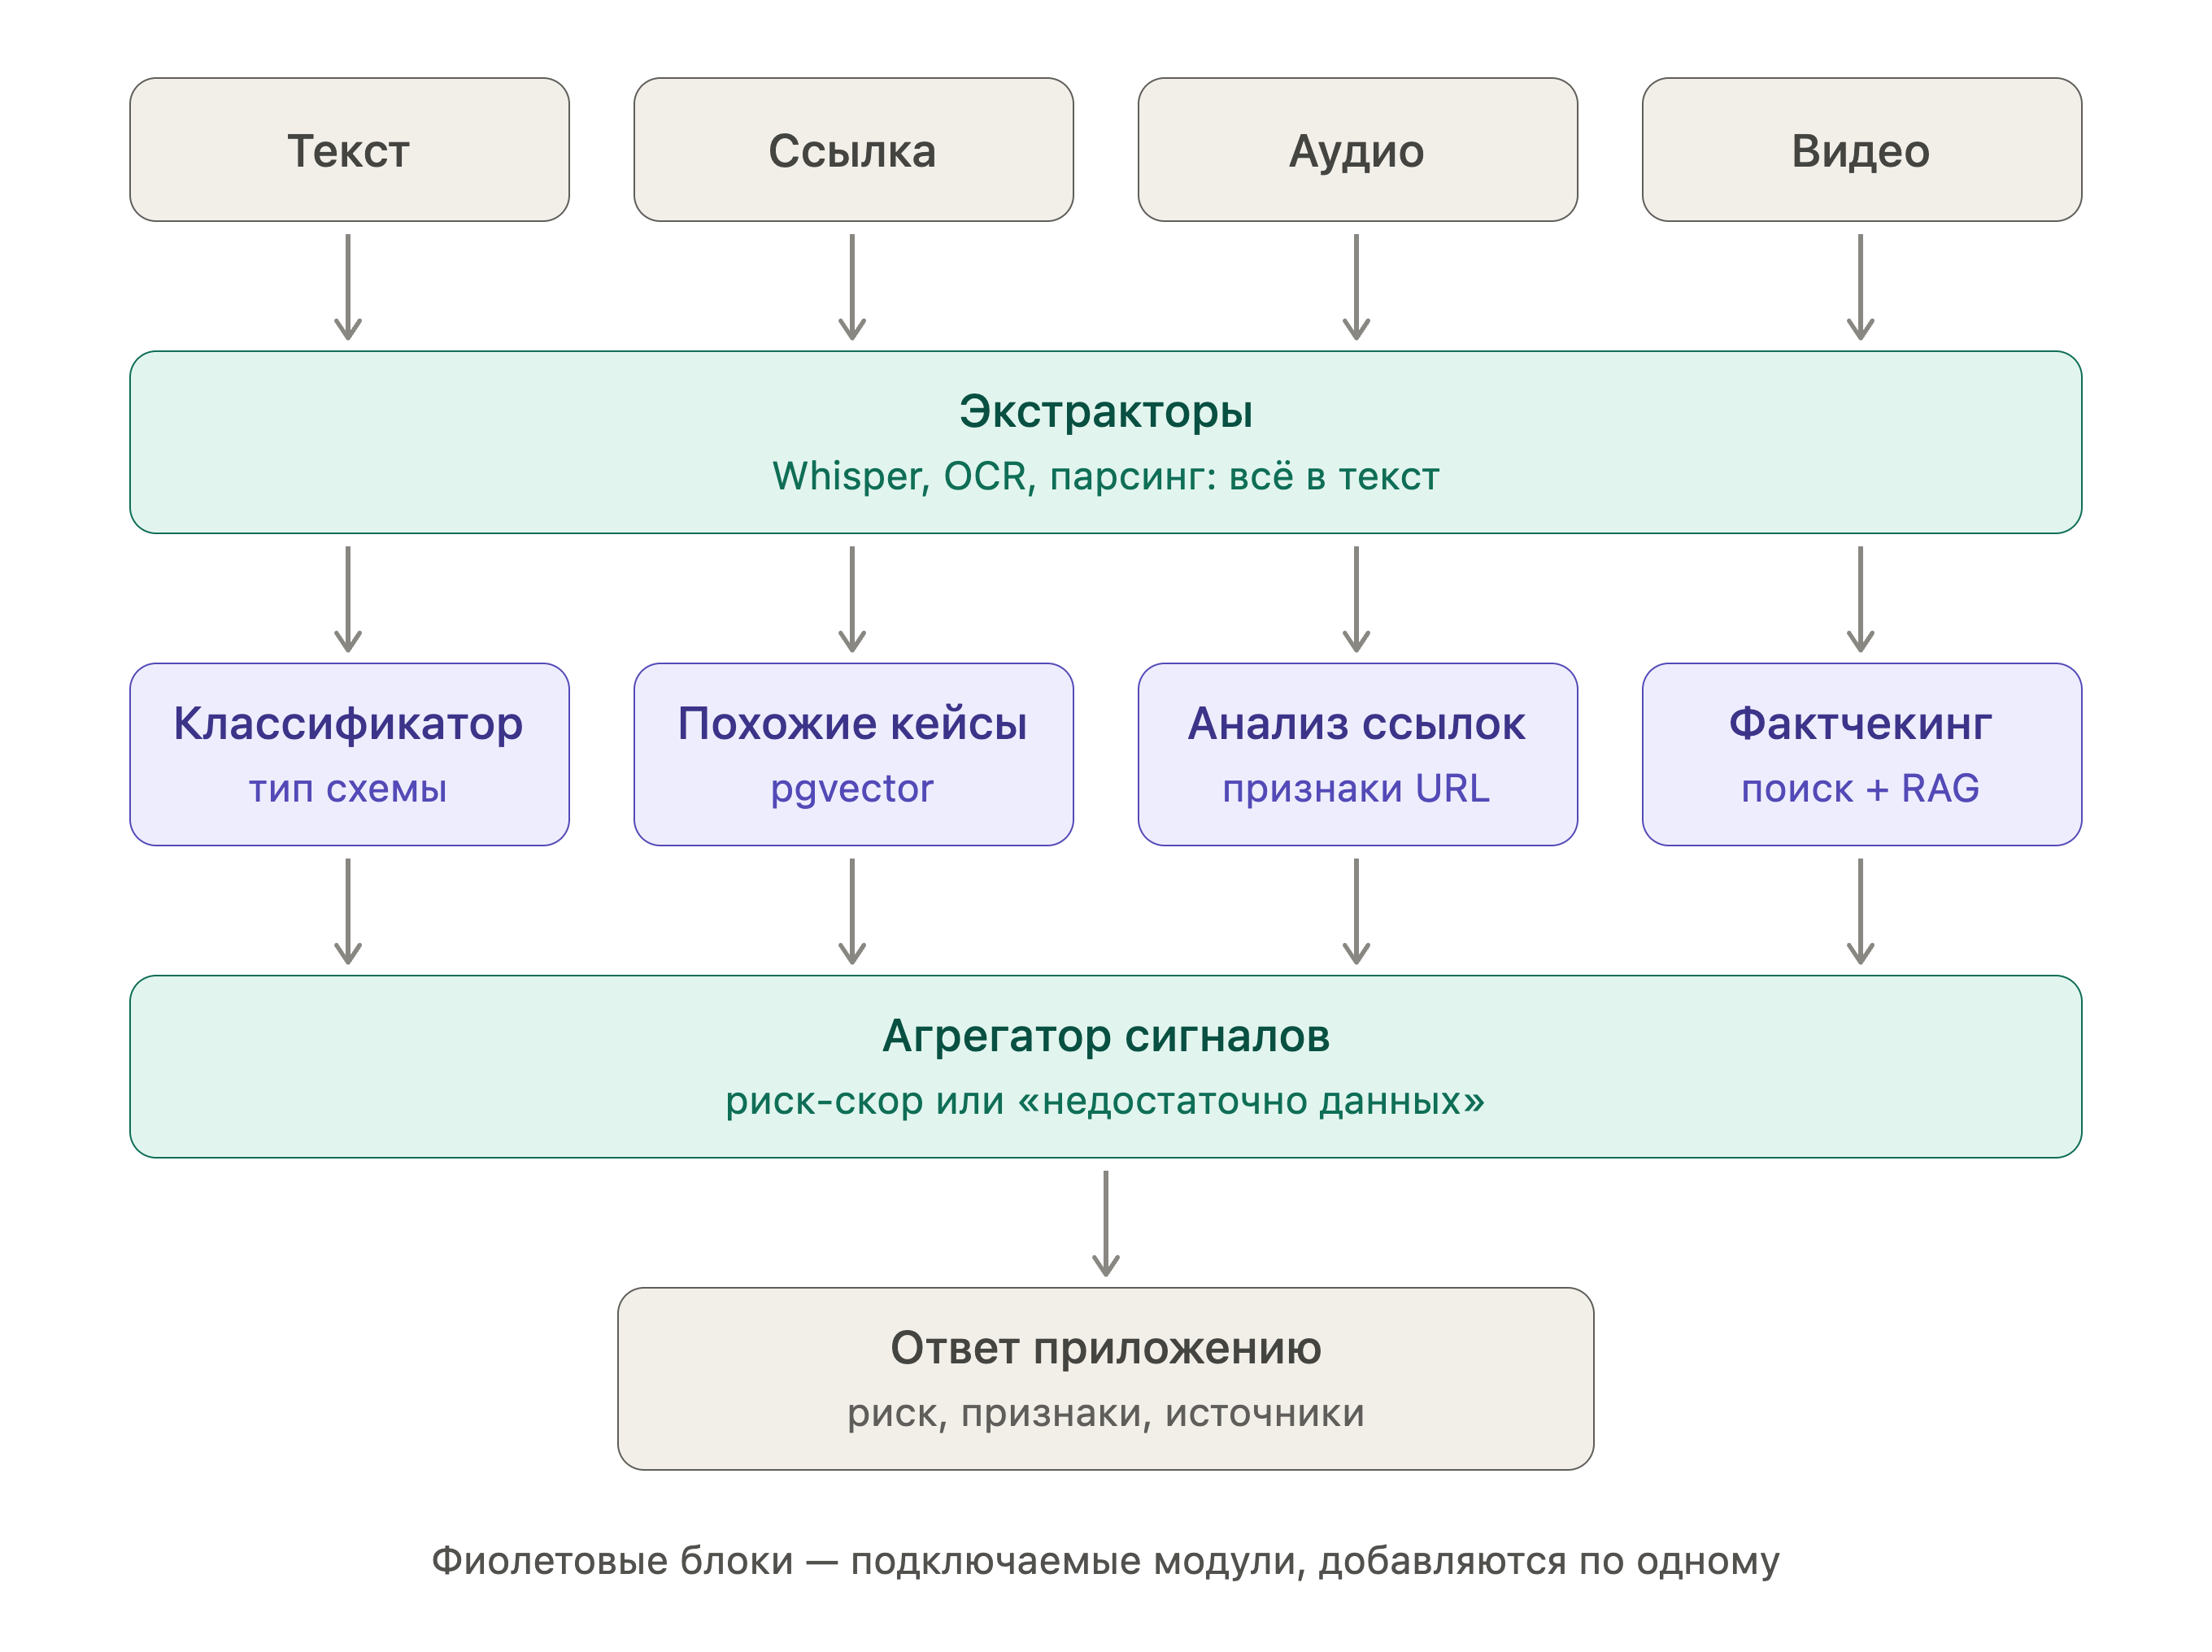 Текст
Ссылка
Аудио
Видео
Экстракторы
Whisper, OCR, парсинг: всё в текст
Классификатор
тип схемы
Похожие кейсы
pgvector
Анализ ссылок
признаки URL
Фактчекинг
поиск + RAG
Агрегатор сигналов
риск-скор или «недостаточно данных»
Ответ приложению
риск, признаки, источники
Фиолетовые блоки — подключаемые модули, добавляются по одному